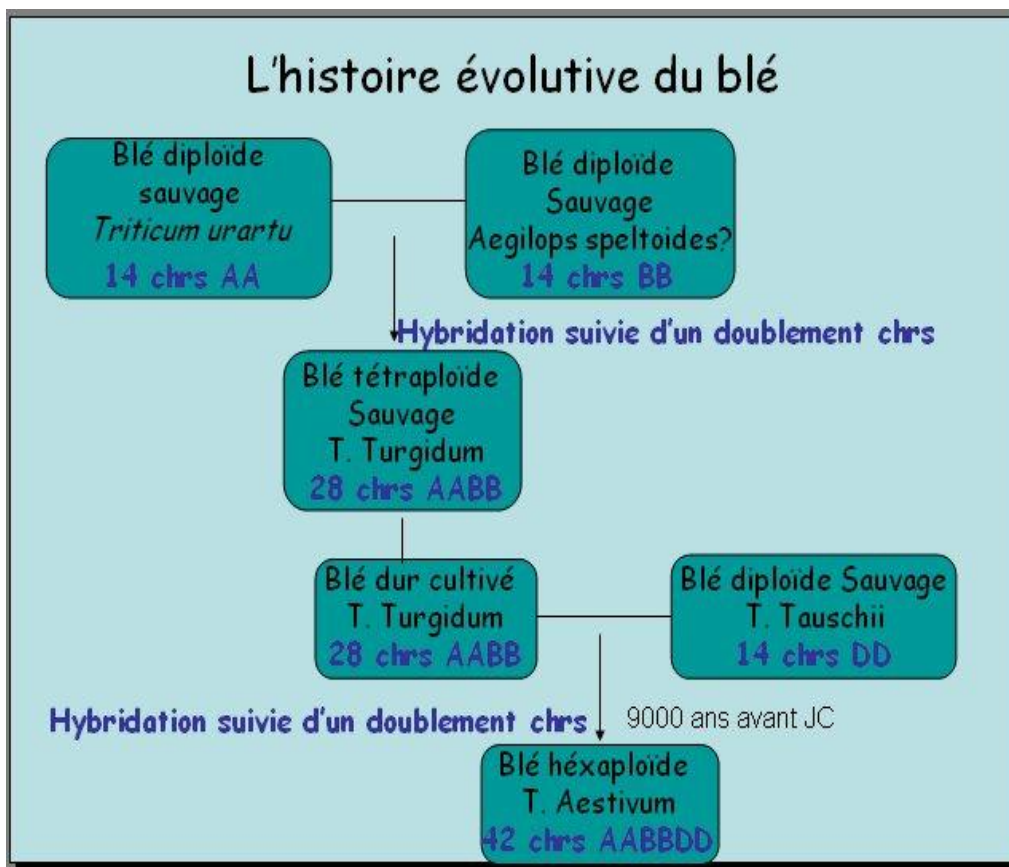 L'histoire évolutive du blé
Blé diploïde
sauvage
Triticum urartu
14 chrs AA
Blé diploïde
Sauvage
Aegilops speltoides?
14 chrs BB
Hybridation suivie d'un doublement chrs
Blé tétraploïde
Sauvage
T. Turgidum
28 chrs AABB
Blé dur cultivé
T. Turgidum
28 chrs AABB
Blé diploïde Sauvage
T. Tauschii
14 chrs DD
Hybridation suivie d'un doublement chrs
9000 ans avant JC
Blé héxaploïde
T. Aestivum
42 chrs AABBDD